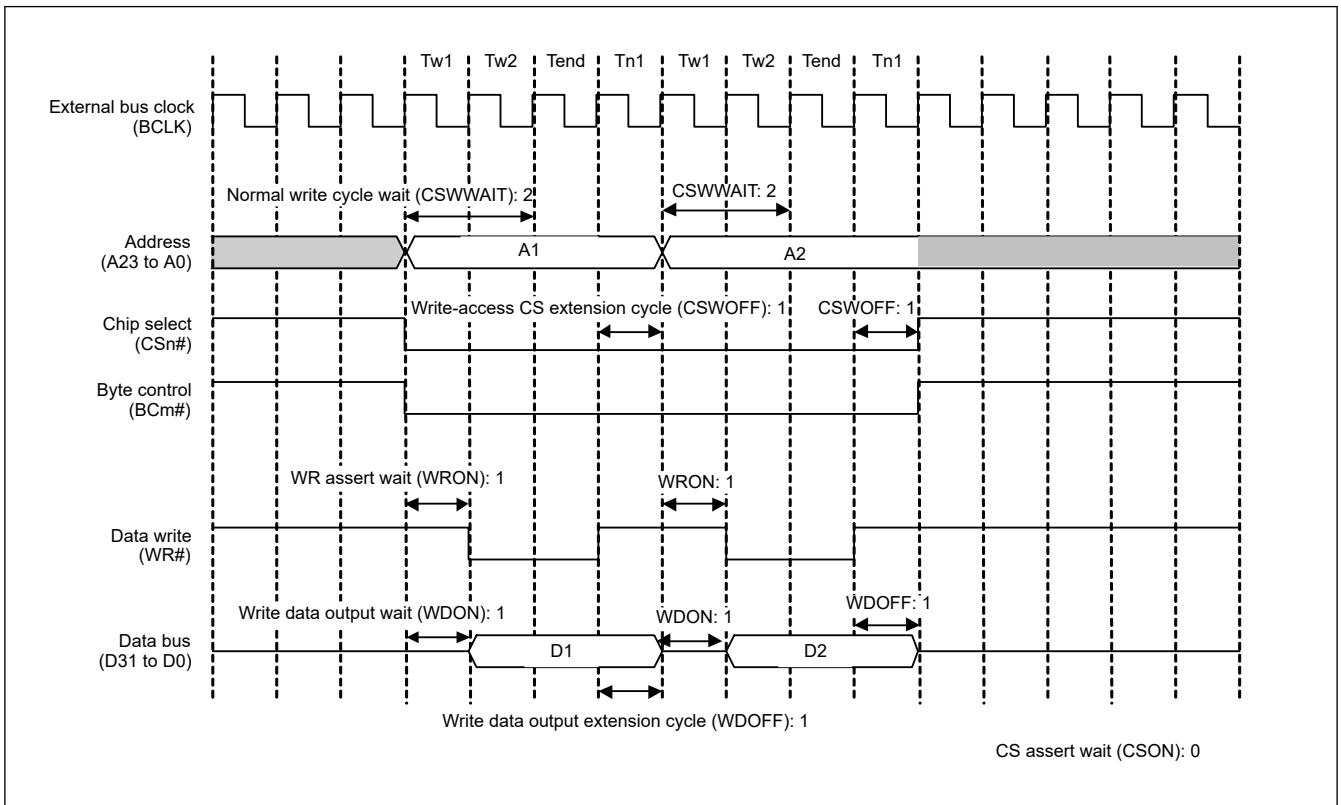 Tw1 Tw2 Tend Tn1 Tw1 Tw2 Tend Tn1
External bus clock
(BCLK)
Normal write cycle wait (CSWWAIT): 2
CSWWAIT: 2
Address
(A23 to A0)
A1
A2
Write-access CS extension cycle (CSWOFF): 1
CSWOFF: 1
Chip select
(CSn#)
Byte control
(BCm#)
WR assert wait (WRON): 1
WRON: 1
Data write
(WR#)
Write data output wait (WDON): 1
WDON: 1
WDOFF: 1
Data bus
(D31 to D0)
D1
D2
Write data output extension cycle (WDOFF): 1
CS assert wait (CSON): 0